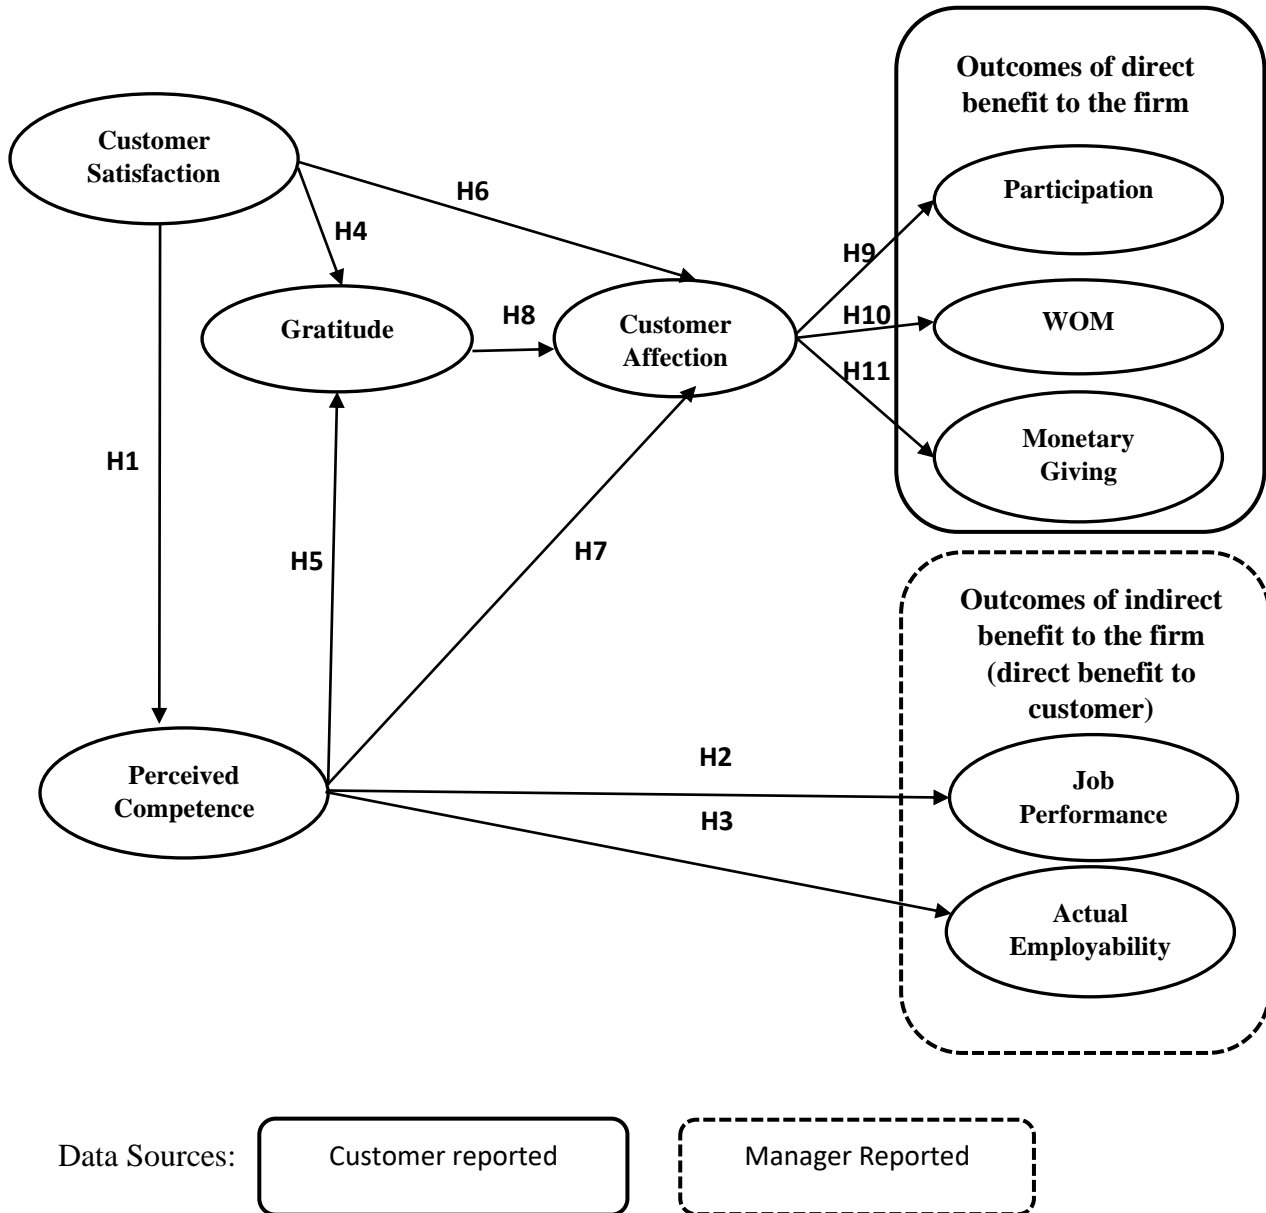 Outcomes of direct
benefit to the firm
Customer
Satisfaction
Participation
H6
H4
H9
Gratitude
H8
Customer
Affection
H10
WOM
H11
Monetary
Giving
H1
H5
H7
Outcomes of indirect
benefit to the firm
(direct benefit to
customer)
Perceived
Competence
H2
Job
Performance
H3
Actual
Employability
Data Sources:
Customer reported
Manager Reported